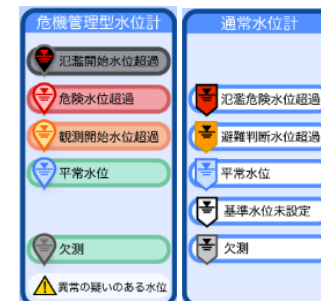 危機管理型水位計
氾濫開始水位超過
危険水位超過
観測開始水位超過
平常水位
欠測
異常の疑いのある水位
通常水位計
氾濫危険水位超過
避難判断水位超過
平常水位
基準水位未設定
欠測